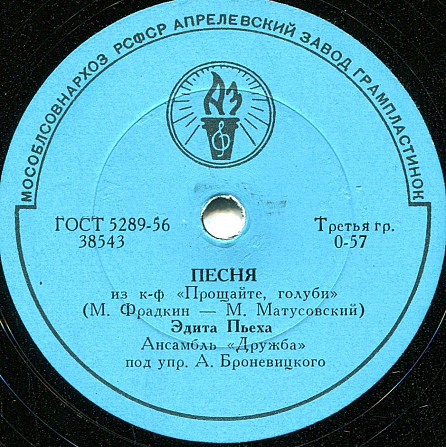 МОСОБЛСОВНАРХОЗ РСФСР АПРЕЛЕВСКИЙ ЗАВОД ГРАМПЛАСТИНОК
АЗ
ГОСТ 5289-56
38543
Третья гр.
0-57
ПЕСНЯ
из к-ф «Прощайте, голуби»
(М. Фрадкин — М. Матусовский)
Эдита Пьеха
Ансамбль «Дружба»
под упр. А. Броневицкого